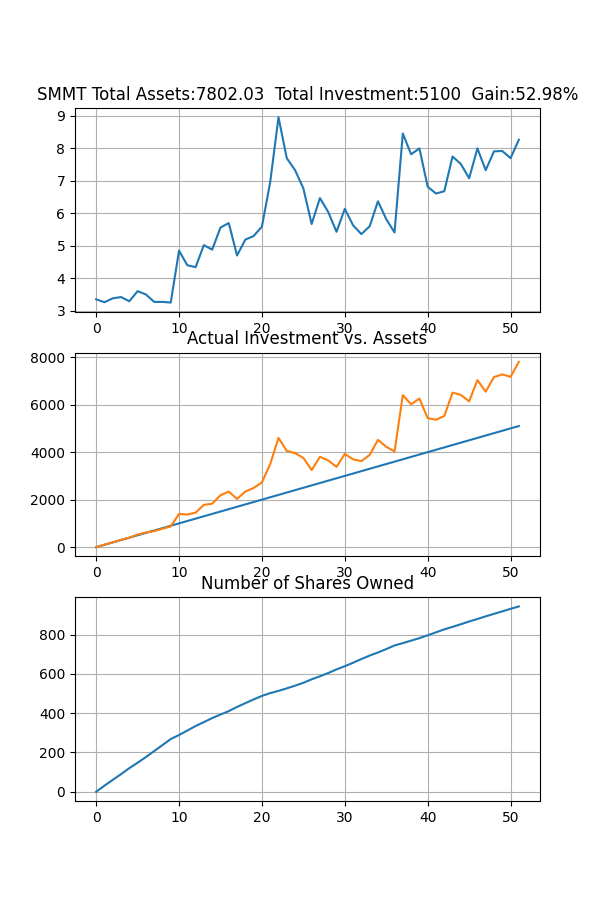 SMMT Total Assets:7802.03  Total Investment:5100  Gain:52.98%
9
8
7
6
5
4
3
0 10 20 30 40 50
Actual Investment vs. Assets
8000
6000
4000
2000
0
0 10 20 30 40 50
Number of Shares Owned
800
600
400
200
0
0 10 20 30 40 50